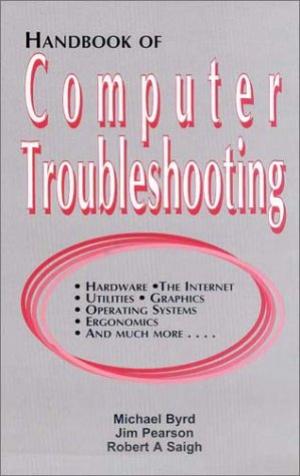 HANDBOOK OF
Computer
Troubleshooting
• HARDWARE •THE INTERNET
• UTILITIES • GRAPHICS
• OPERATING SYSTEMS
• ERGONOMICS
• AND MUCH MORE . . . .
Michael Byrd
Jim Pearson
Robert A Saigh